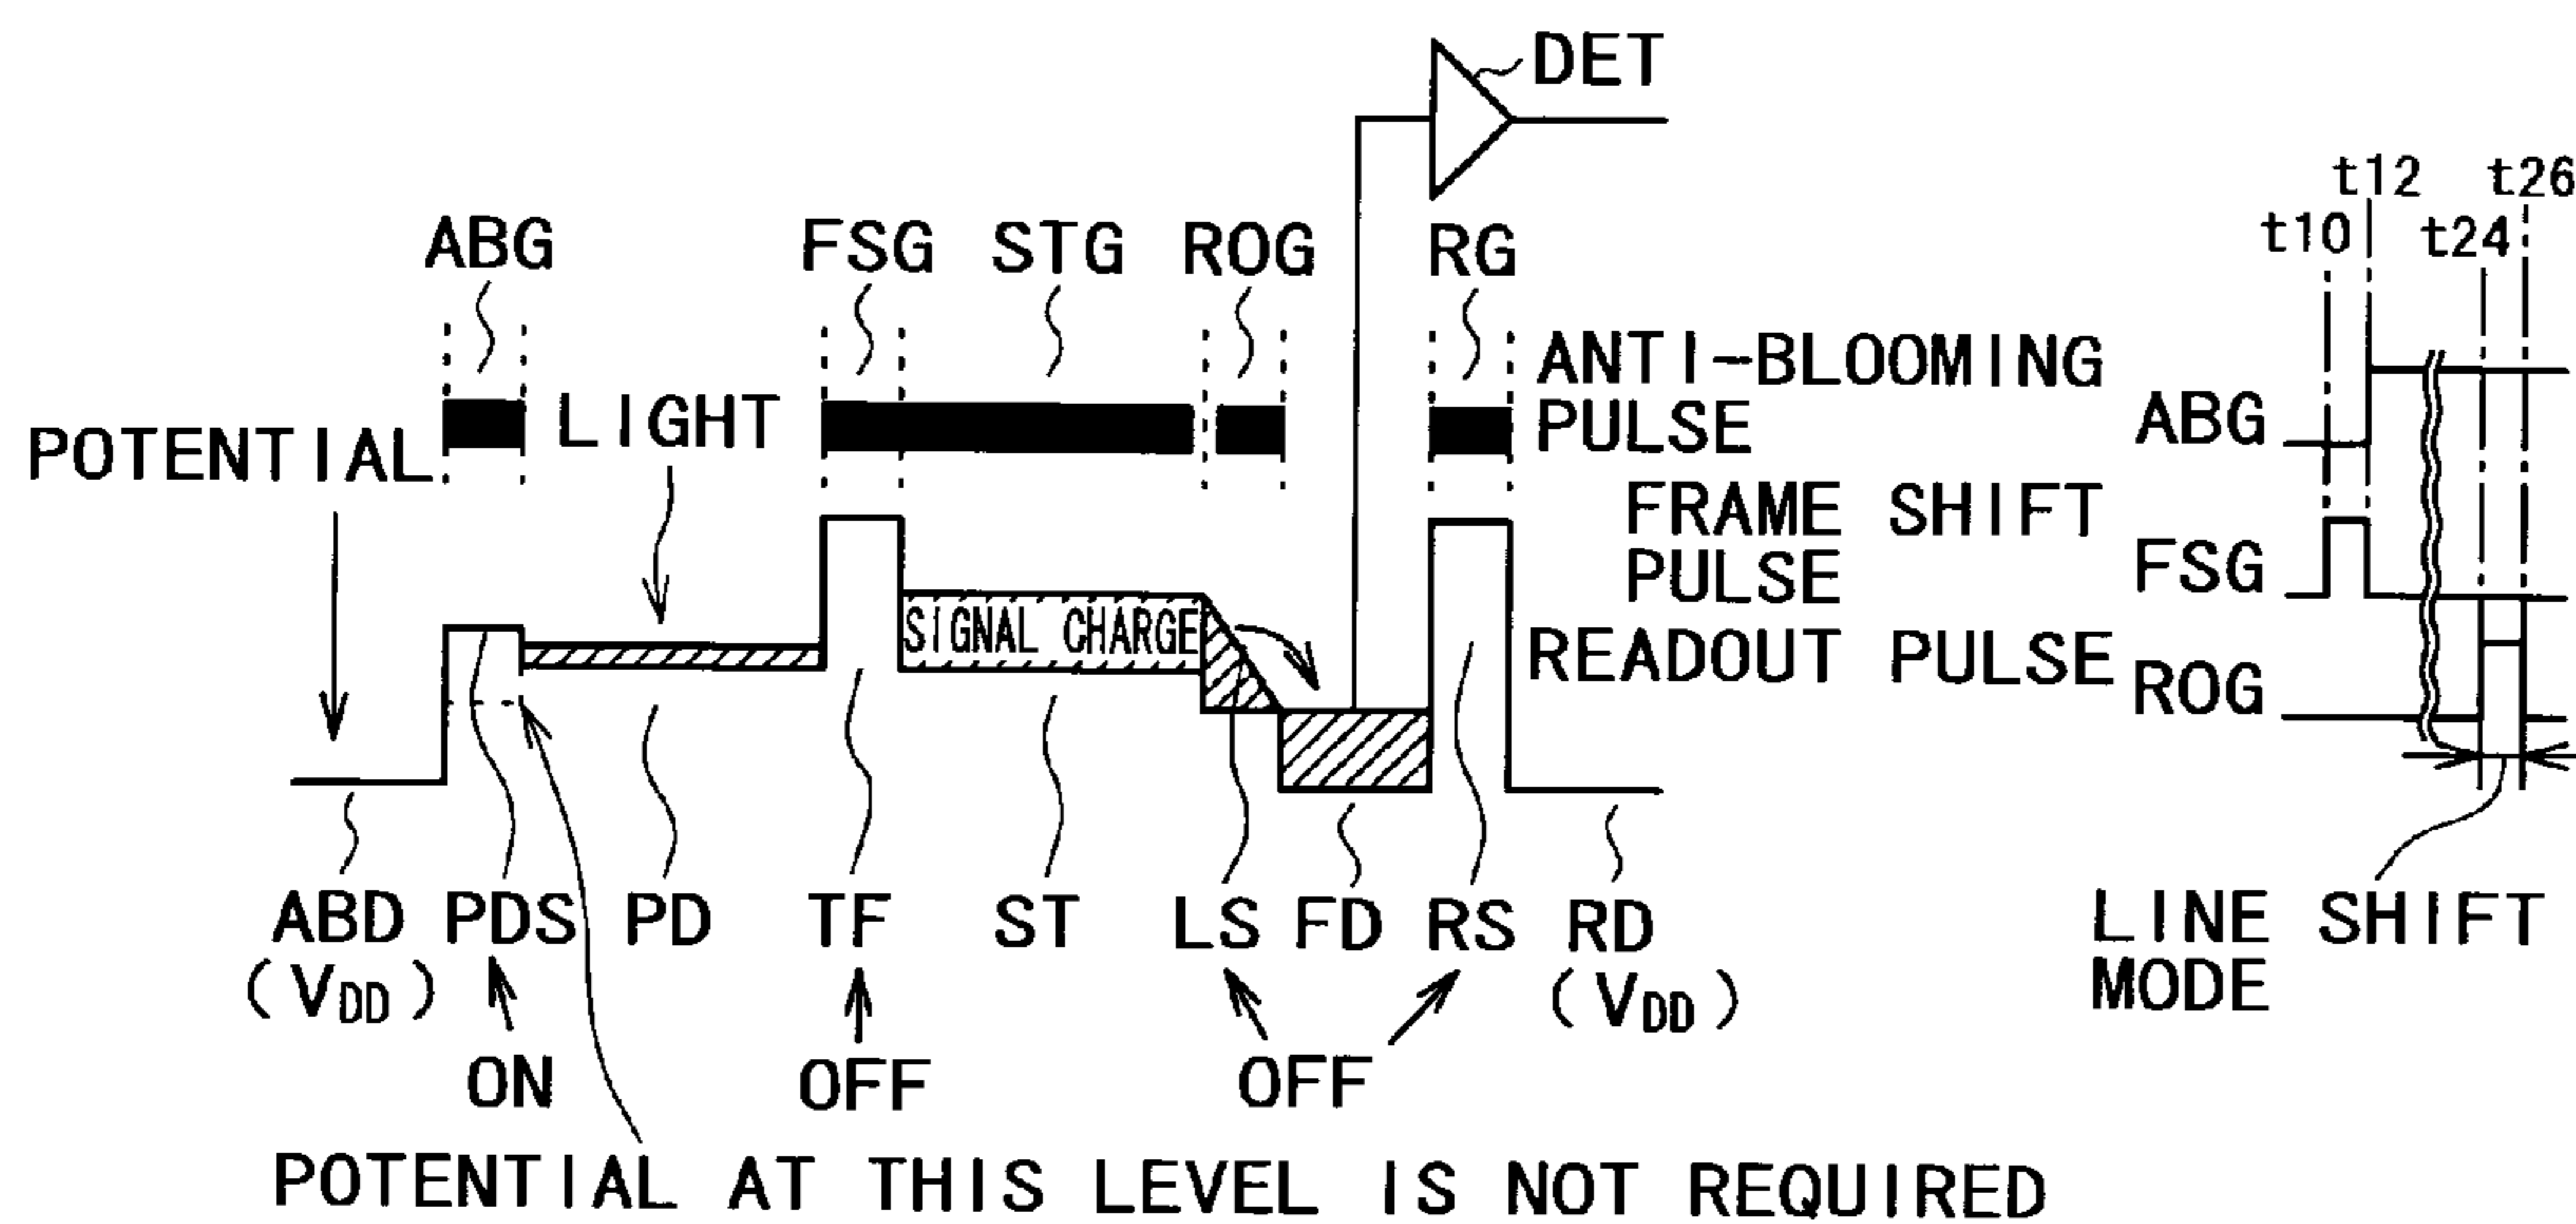 DET
t12 t26
t10 t24
ABG FSG STG ROG RG
ANTI-BLOOMING
PULSE
ABG
POTENTIAL
LIGHT
FRAME SHIFT
PULSE
FSG
SIGNAL CHARGE
READOUT PULSE
ROG
ABD
(VDD)
PDS PD TF ST LS FD RS RD
(VDD)
LINE SHIFT
MODE
ON OFF OFF
POTENTIAL AT THIS LEVEL IS NOT REQUIRED